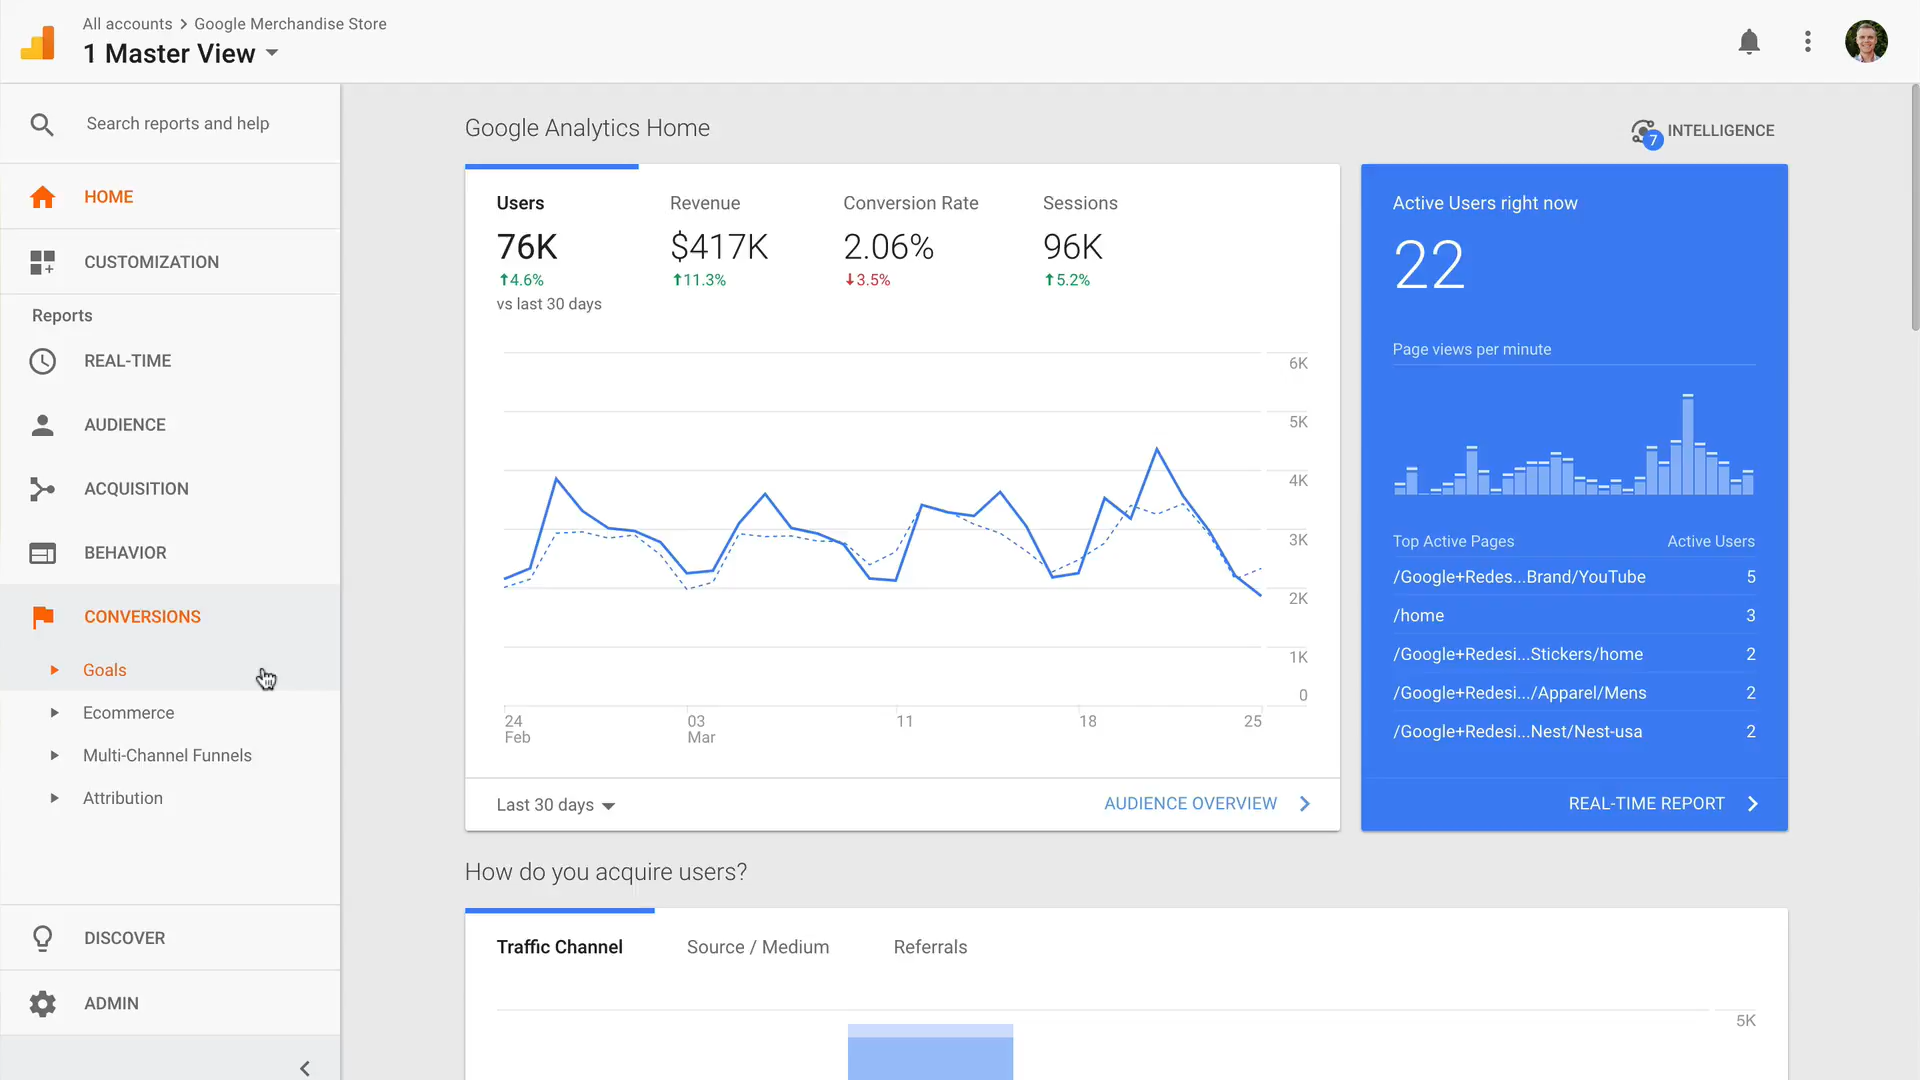 All accounts > Google Merchandise Store
1 Master View
Search reports and help
HOME
CUSTOMIZATION
Reports
REAL-TIME
AUDIENCE
ACQUISITION
BEHAVIOR
CONVERSIONS
Goals
Ecommerce
Multi-Channel Funnels
Attribution
DISCOVER
ADMIN
Google Analytics Home
7 INTELLIGENCE
Users Revenue Conversion Rate Sessions
76K $417K 2.06% 96K
↑4.6% ↑11.3% ↓3.5% ↑5.2%
vs last 30 days
6K
5K
4K
3K
2K
1K
0
24 03 11 18 25
Feb Mar
Last 30 days
AUDIENCE OVERVIEW
Active Users right now
22
Page views per minute
Top Active Pages Active Users
/Google+Redes...Brand/YouTube 5
/home 3
/Google+Redesi...Stickers/home 2
/Google+Redesi.../Apparel/Mens 2
/Google+Redesi...Nest/Nest-usa 2
REAL-TIME REPORT
How do you acquire users?
Traffic Channel Source / Medium Referrals
5K